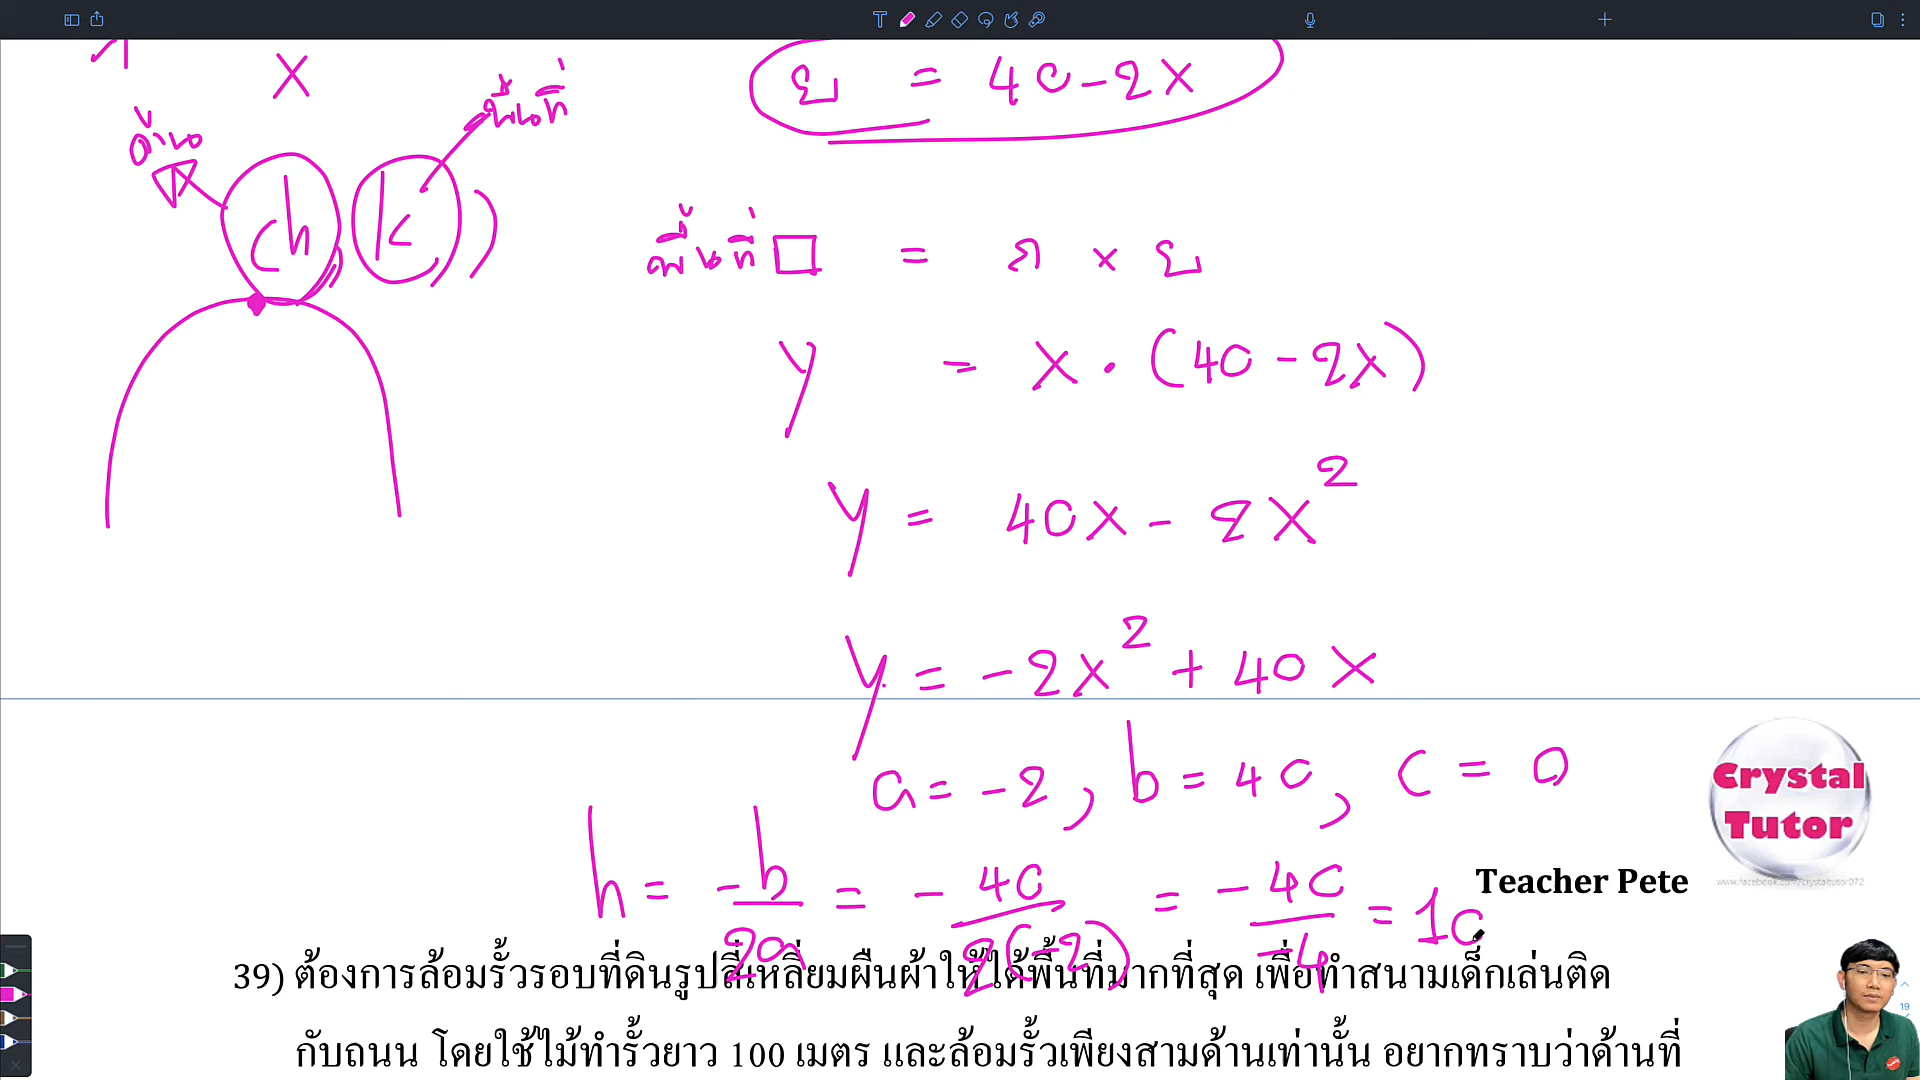 x
ย = 40-2x
ด้าน
พื้นที่
(h, k)
พื้นที่ □ = ก × ย
y = x · (40-2x)
y = 40x - 2x²
y = -2x² + 40x
a = -2, b = 40, c = 0
h = -b/2a = -40/2(-2) = -40/-4 = 10
Crystal
Tutor
www.facebook.com/crystaltutor072
Teacher Pete
39) ต้องการล้อมรั้วรอบที่ดินรูปสี่เหลี่ยมผืนผ้าให้ได้พื้นที่มากที่สุด เพื่อทำสนามเด็กเล่นติด
กับถนน โดยใช้ไม้ทำรั้วยาว 100 เมตร และล้อมรั้วเพียงสามด้านเท่านั้น อยากทราบว่าด้านที่
19